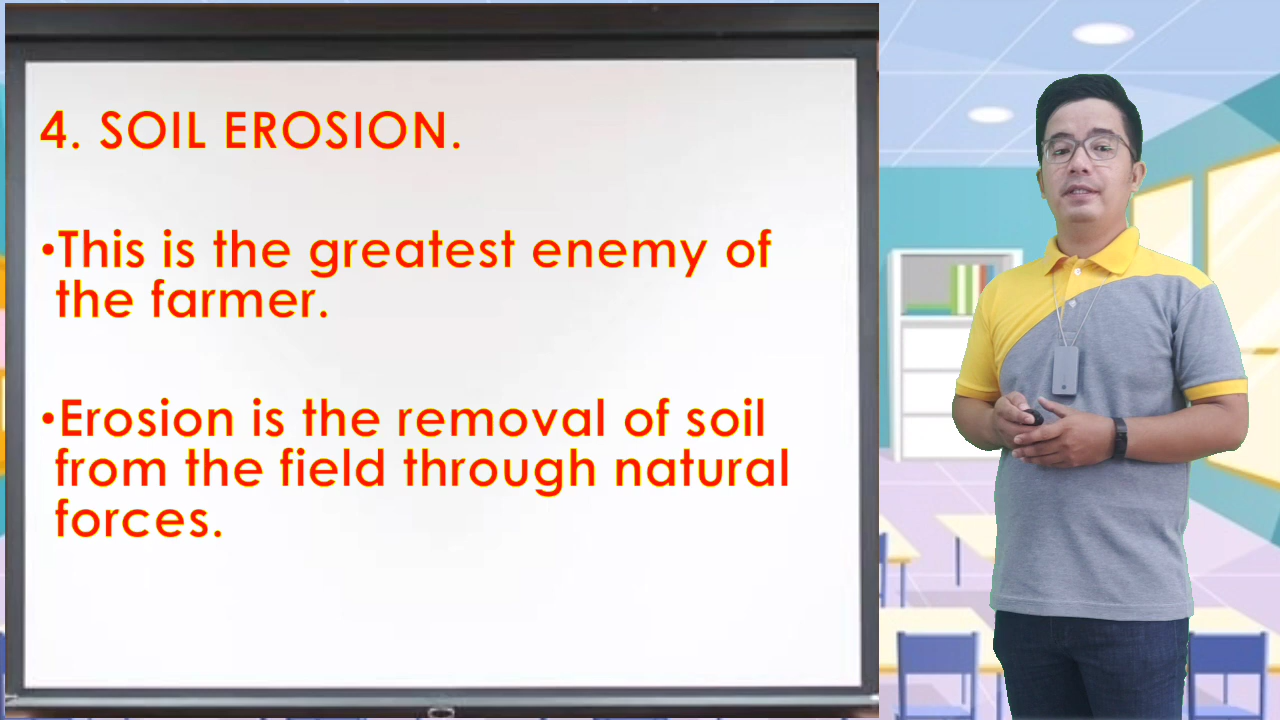 4. SOIL EROSION.
•This is the greatest enemy of
the farmer.
•Erosion is the removal of soil
from the field through natural
forces.